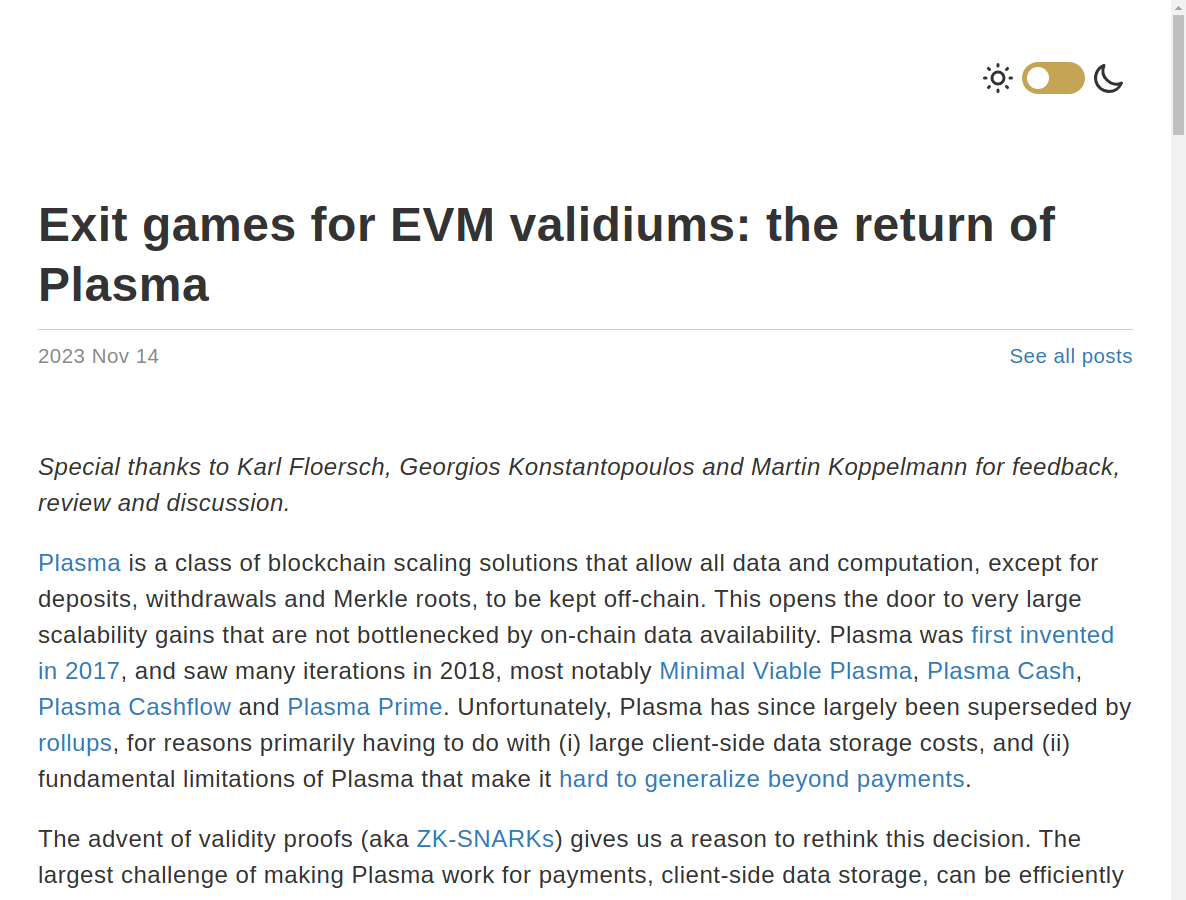 Exit games for EVM validiums: the return of
Plasma
2023 Nov 14
See all posts
Special thanks to Karl Floersch, Georgios Konstantopoulos and Martin Koppelmann for feedback,
review and discussion.
Plasma is a class of blockchain scaling solutions that allow all data and computation, except for
deposits, withdrawals and Merkle roots, to be kept off-chain. This opens the door to very large
scalability gains that are not bottlenecked by on-chain data availability. Plasma was first invented
in 2017, and saw many iterations in 2018, most notably Minimal Viable Plasma, Plasma Cash,
Plasma Cashflow and Plasma Prime. Unfortunately, Plasma has since largely been superseded by
rollups, for reasons primarily having to do with (i) large client-side data storage costs, and (ii)
fundamental limitations of Plasma that make it hard to generalize beyond payments.
The advent of validity proofs (aka ZK-SNARKs) gives us a reason to rethink this decision. The
largest challenge of making Plasma work for payments, client-side data storage, can be efficiently